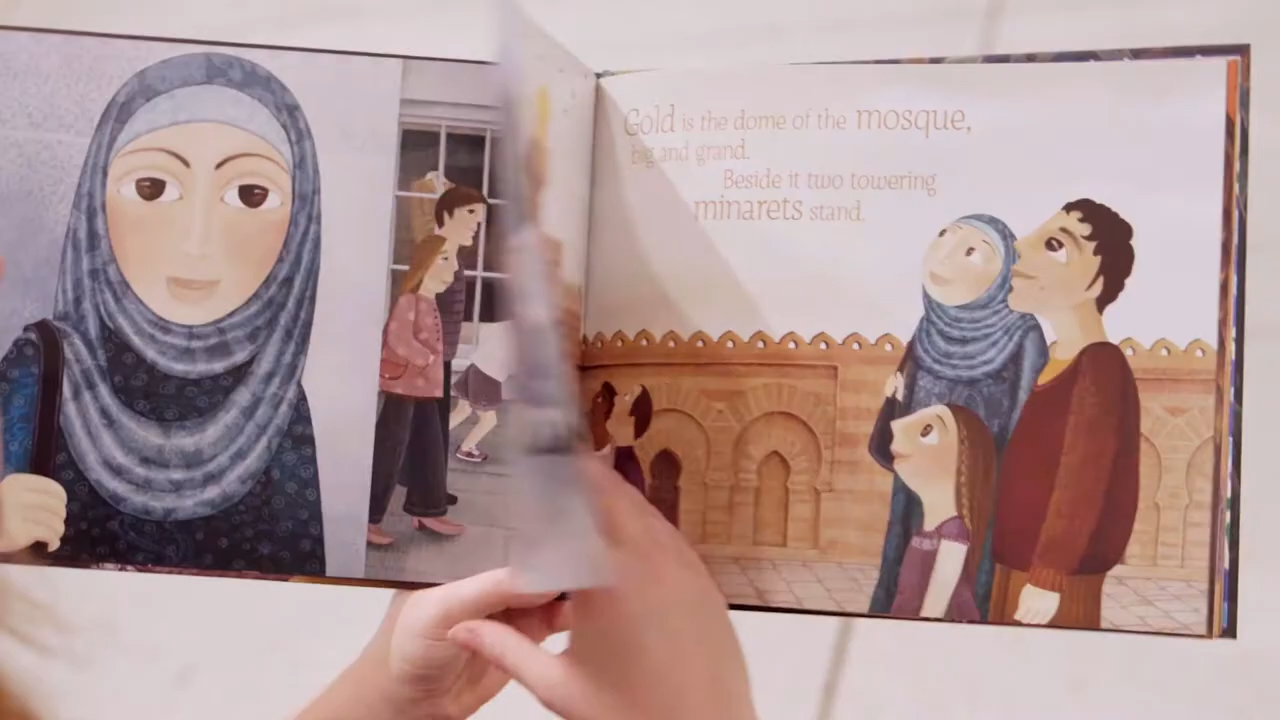 Gold is the dome of the mosque,
big and grand.
Beside it two towering
minarets stand.